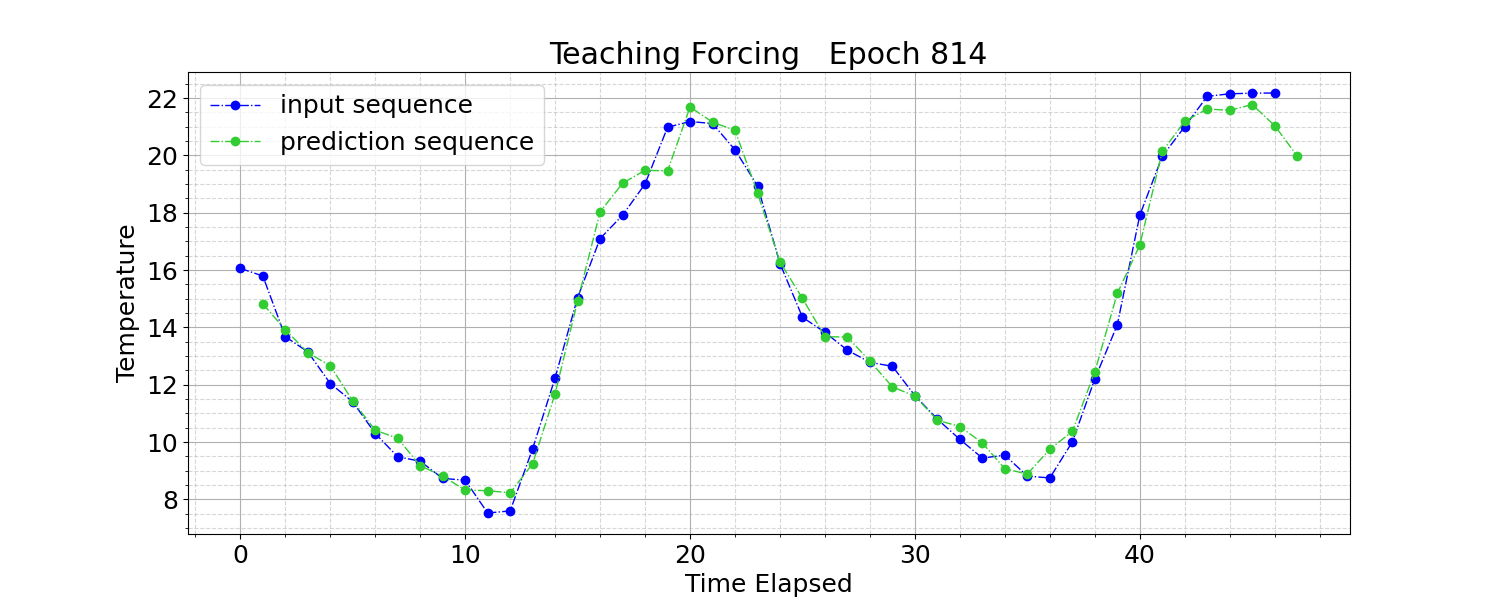 Teaching Forcing   Epoch 814
input sequence
prediction sequence
22
20
18
16
14
12
10
8
Temperature
0 10 20 30 40
Time Elapsed